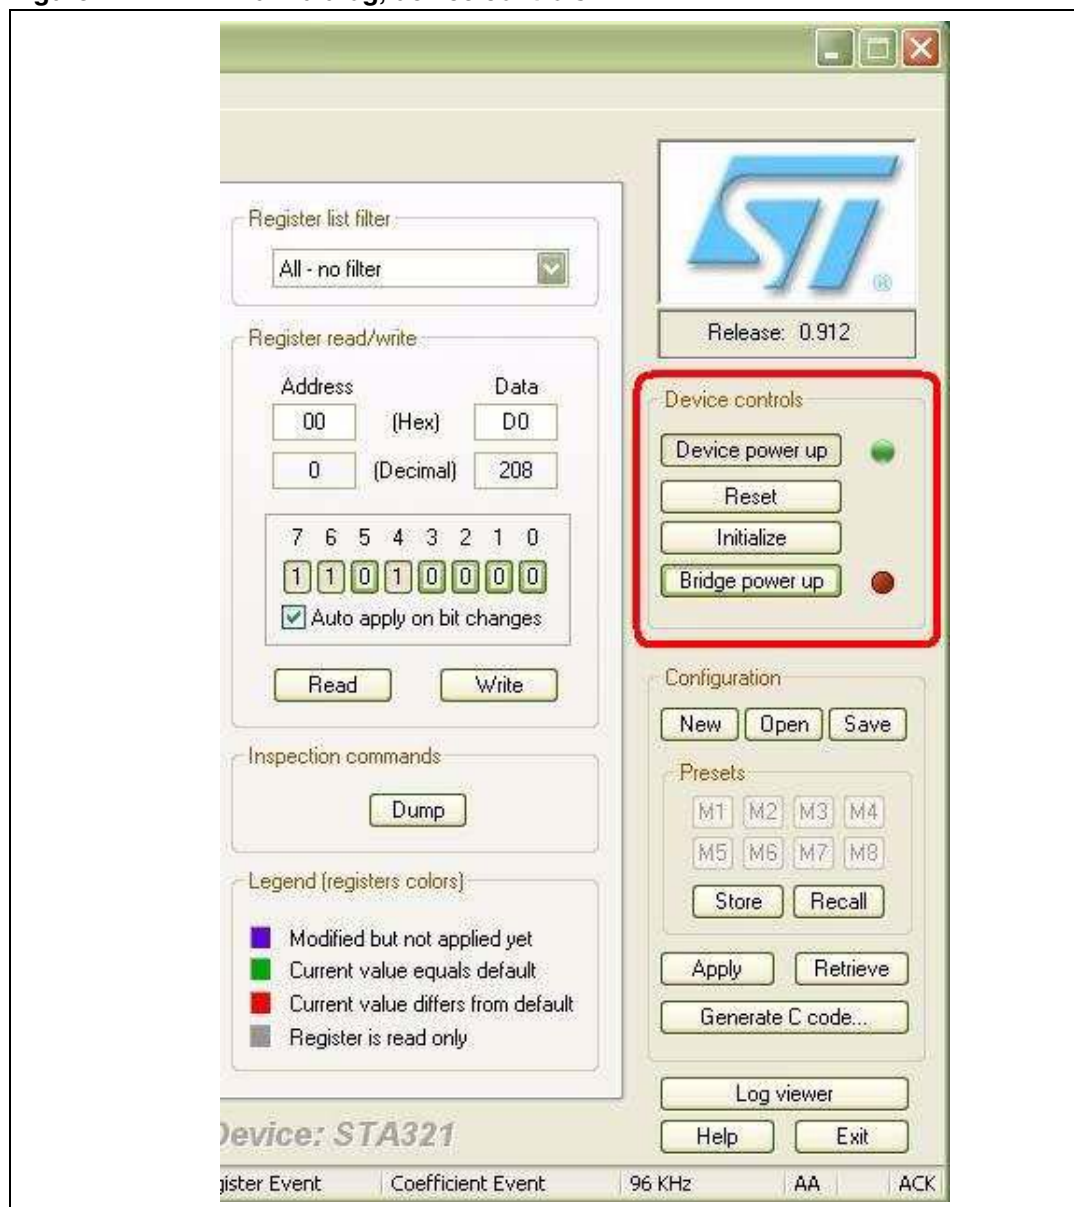 Register list filter
All - no filter
Register read/write
Address Data
00 (Hex) D0
0 (Decimal) 208
7 6 5 4 3 2 1 0
1 1 0 1 0 0 0 0
Auto apply on bit changes
Read Write
Inspection commands
Dump
Legend (registers colors)
Modified but not applied yet
Current value equals default
Current value differs from default
Register is read only
ST ®
Release: 0.912
Device controls
Device power up
Reset
Initialize
Bridge power up
Configuration
New Open Save
Presets
M1 M2 M3 M4
M5 M6 M7 M8
Store Recall
Apply Retrieve
Generate C code...
Log viewer
Help Exit
Device: STA321
gister Event Coefficient Event 96 KHz AA ACK